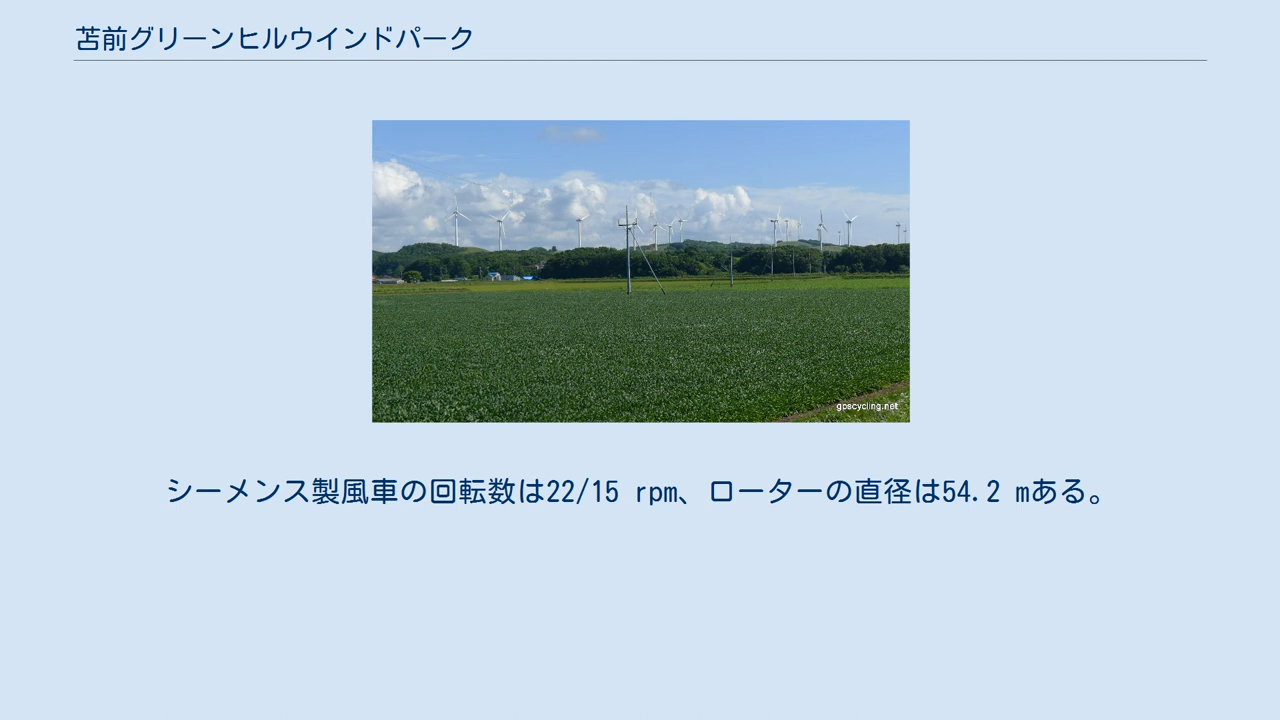 苫前グリーンヒルウインドパーク
gpscycling.net
シーメンス製風車の回転数は22/15 rpm、ローターの直径は54.2 mある。